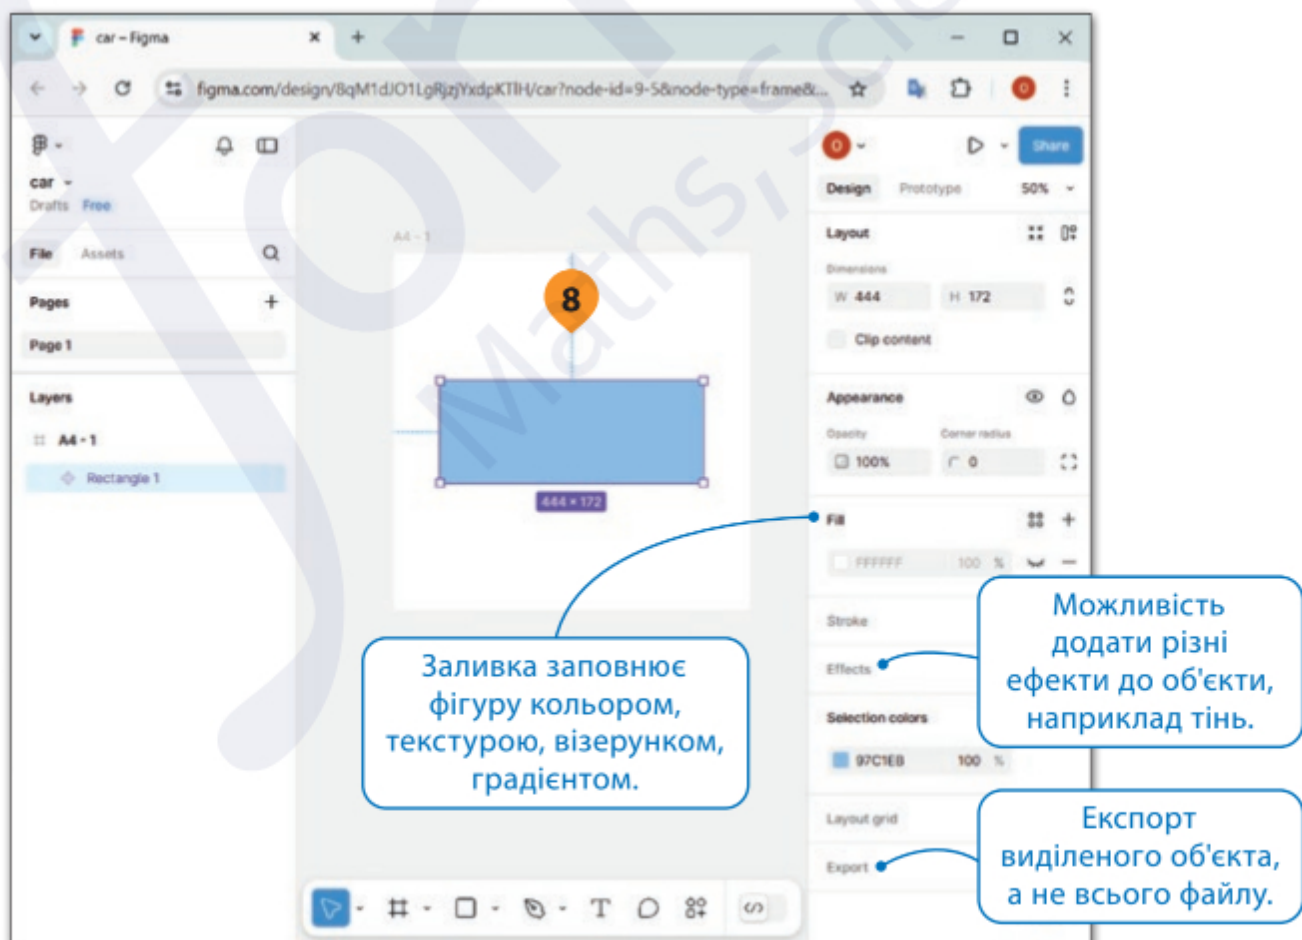 car – Figma
figma.com/design/8qM1dJO1LgRjzjYxdpKTlH/car?node-id=9-5&node-type=frame&...
O
car
Drafts Free
File Assets
Pages
Page 1
Layers
A4 - 1
Rectangle 1
A4 - 1
8
444 × 172
O
Share
Design Prototype 50%
Layout
Dimensions
W 444 H 172
Clip content
Appearance
Opacity Corner radius
100% 0
Fill
FFFFFF 100 %
Stroke
Effects
Selection colors
97C1EB 100 %
Layout grid
Export
Заливка заповнює
фігуру кольором,
текстурою, візерунком,
градієнтом.
Можливість
додати різні
ефекти до об'єкти,
наприклад тінь.
Експорт
виділеного об'єкта,
а не всього файлу.
T
Maths,